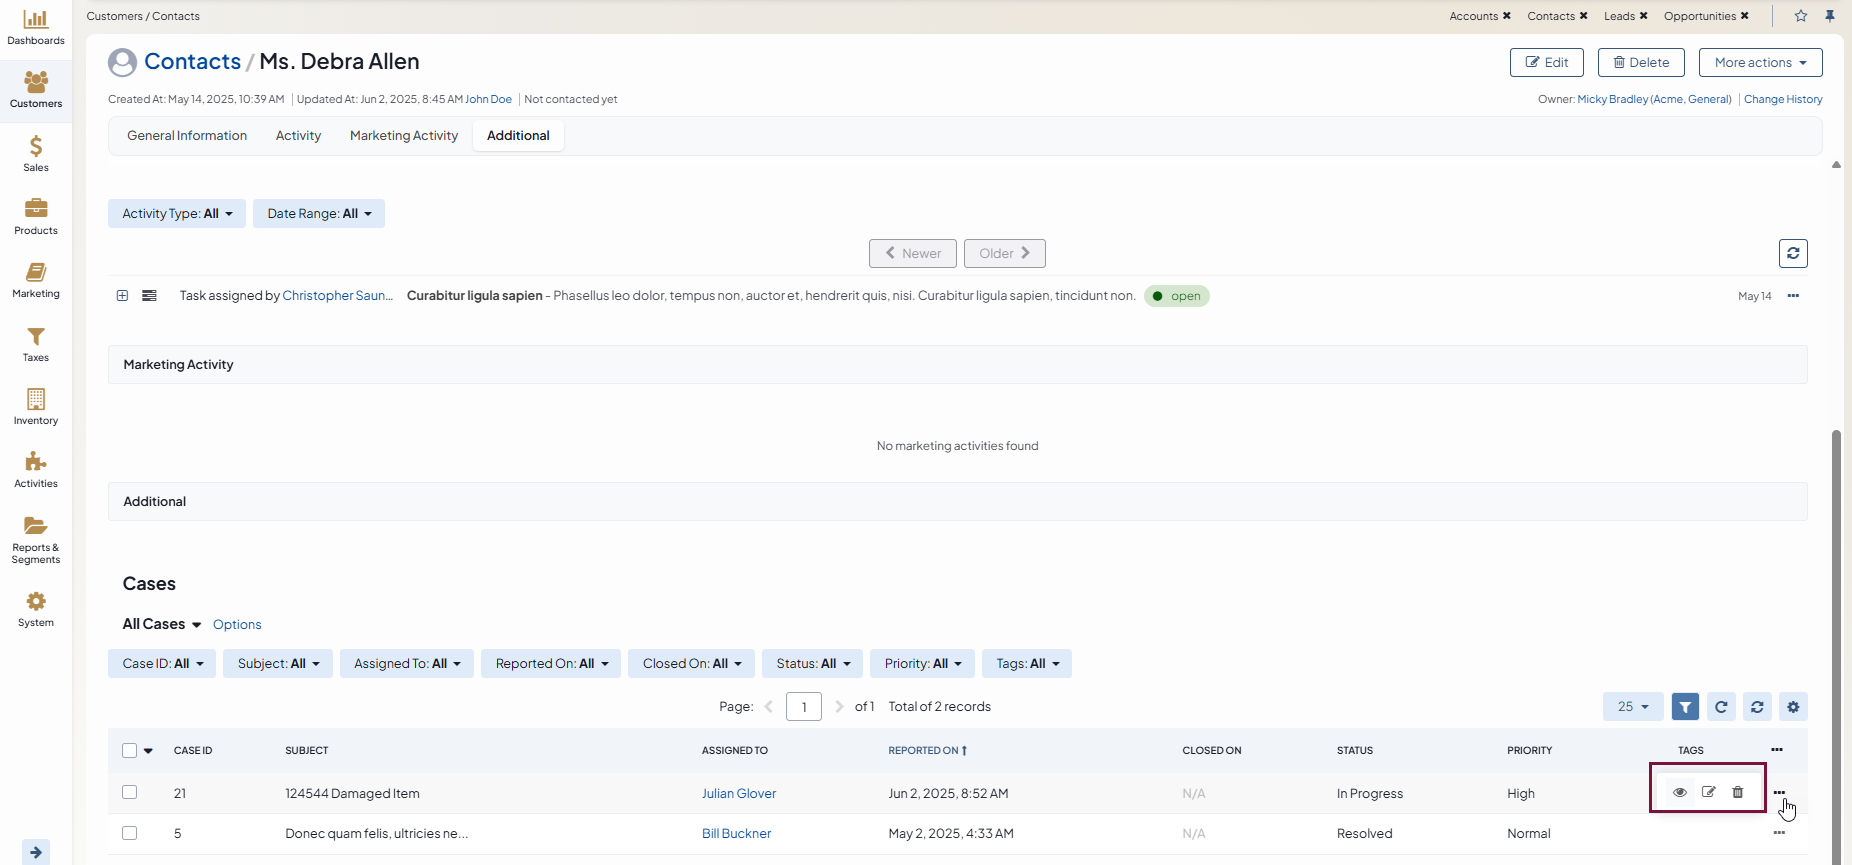 Customers / Contacts
Accounts ✖ Contacts ✖ Leads ✖ Opportunities ✖
Dashboards
Customers
Sales
Products
Marketing
Taxes
Inventory
Activities
Reports &
Segments
System
Contacts / Ms. Debra Allen
Edit Delete More actions
Created At: May 14, 2025, 10:39 AM | Updated At: Jun 2, 2025, 8:45 AM John Doe | Not contacted yet
Owner: Micky Bradley (Acme, General) | Change History
General Information Activity Marketing Activity Additional
Activity Type: All Date Range: All
Newer Older
Task assigned by Christopher Saun... Curabitur ligula sapien - Phasellus leo dolor, tempus non, auctor et, hendrerit quis, nisi. Curabitur ligula sapien, tincidunt non. open May 14 ...
Marketing Activity
No marketing activities found
Additional
Cases
All Cases Options
Case ID: All Subject: All Assigned To: All Reported On: All Closed On: All Status: All Priority: All Tags: All
Page: 1 of 1 Total of 2 records 25
CASE ID SUBJECT ASSIGNED TO REPORTED ON CLOSED ON STATUS PRIORITY TAGS ...
21 124544 Damaged Item Julian Glover Jun 2, 2025, 8:52 AM N/A In Progress High ...
5 Donec quam felis, ultricies ne... Bill Buckner May 2, 2025, 4:33 AM N/A Resolved Normal ...